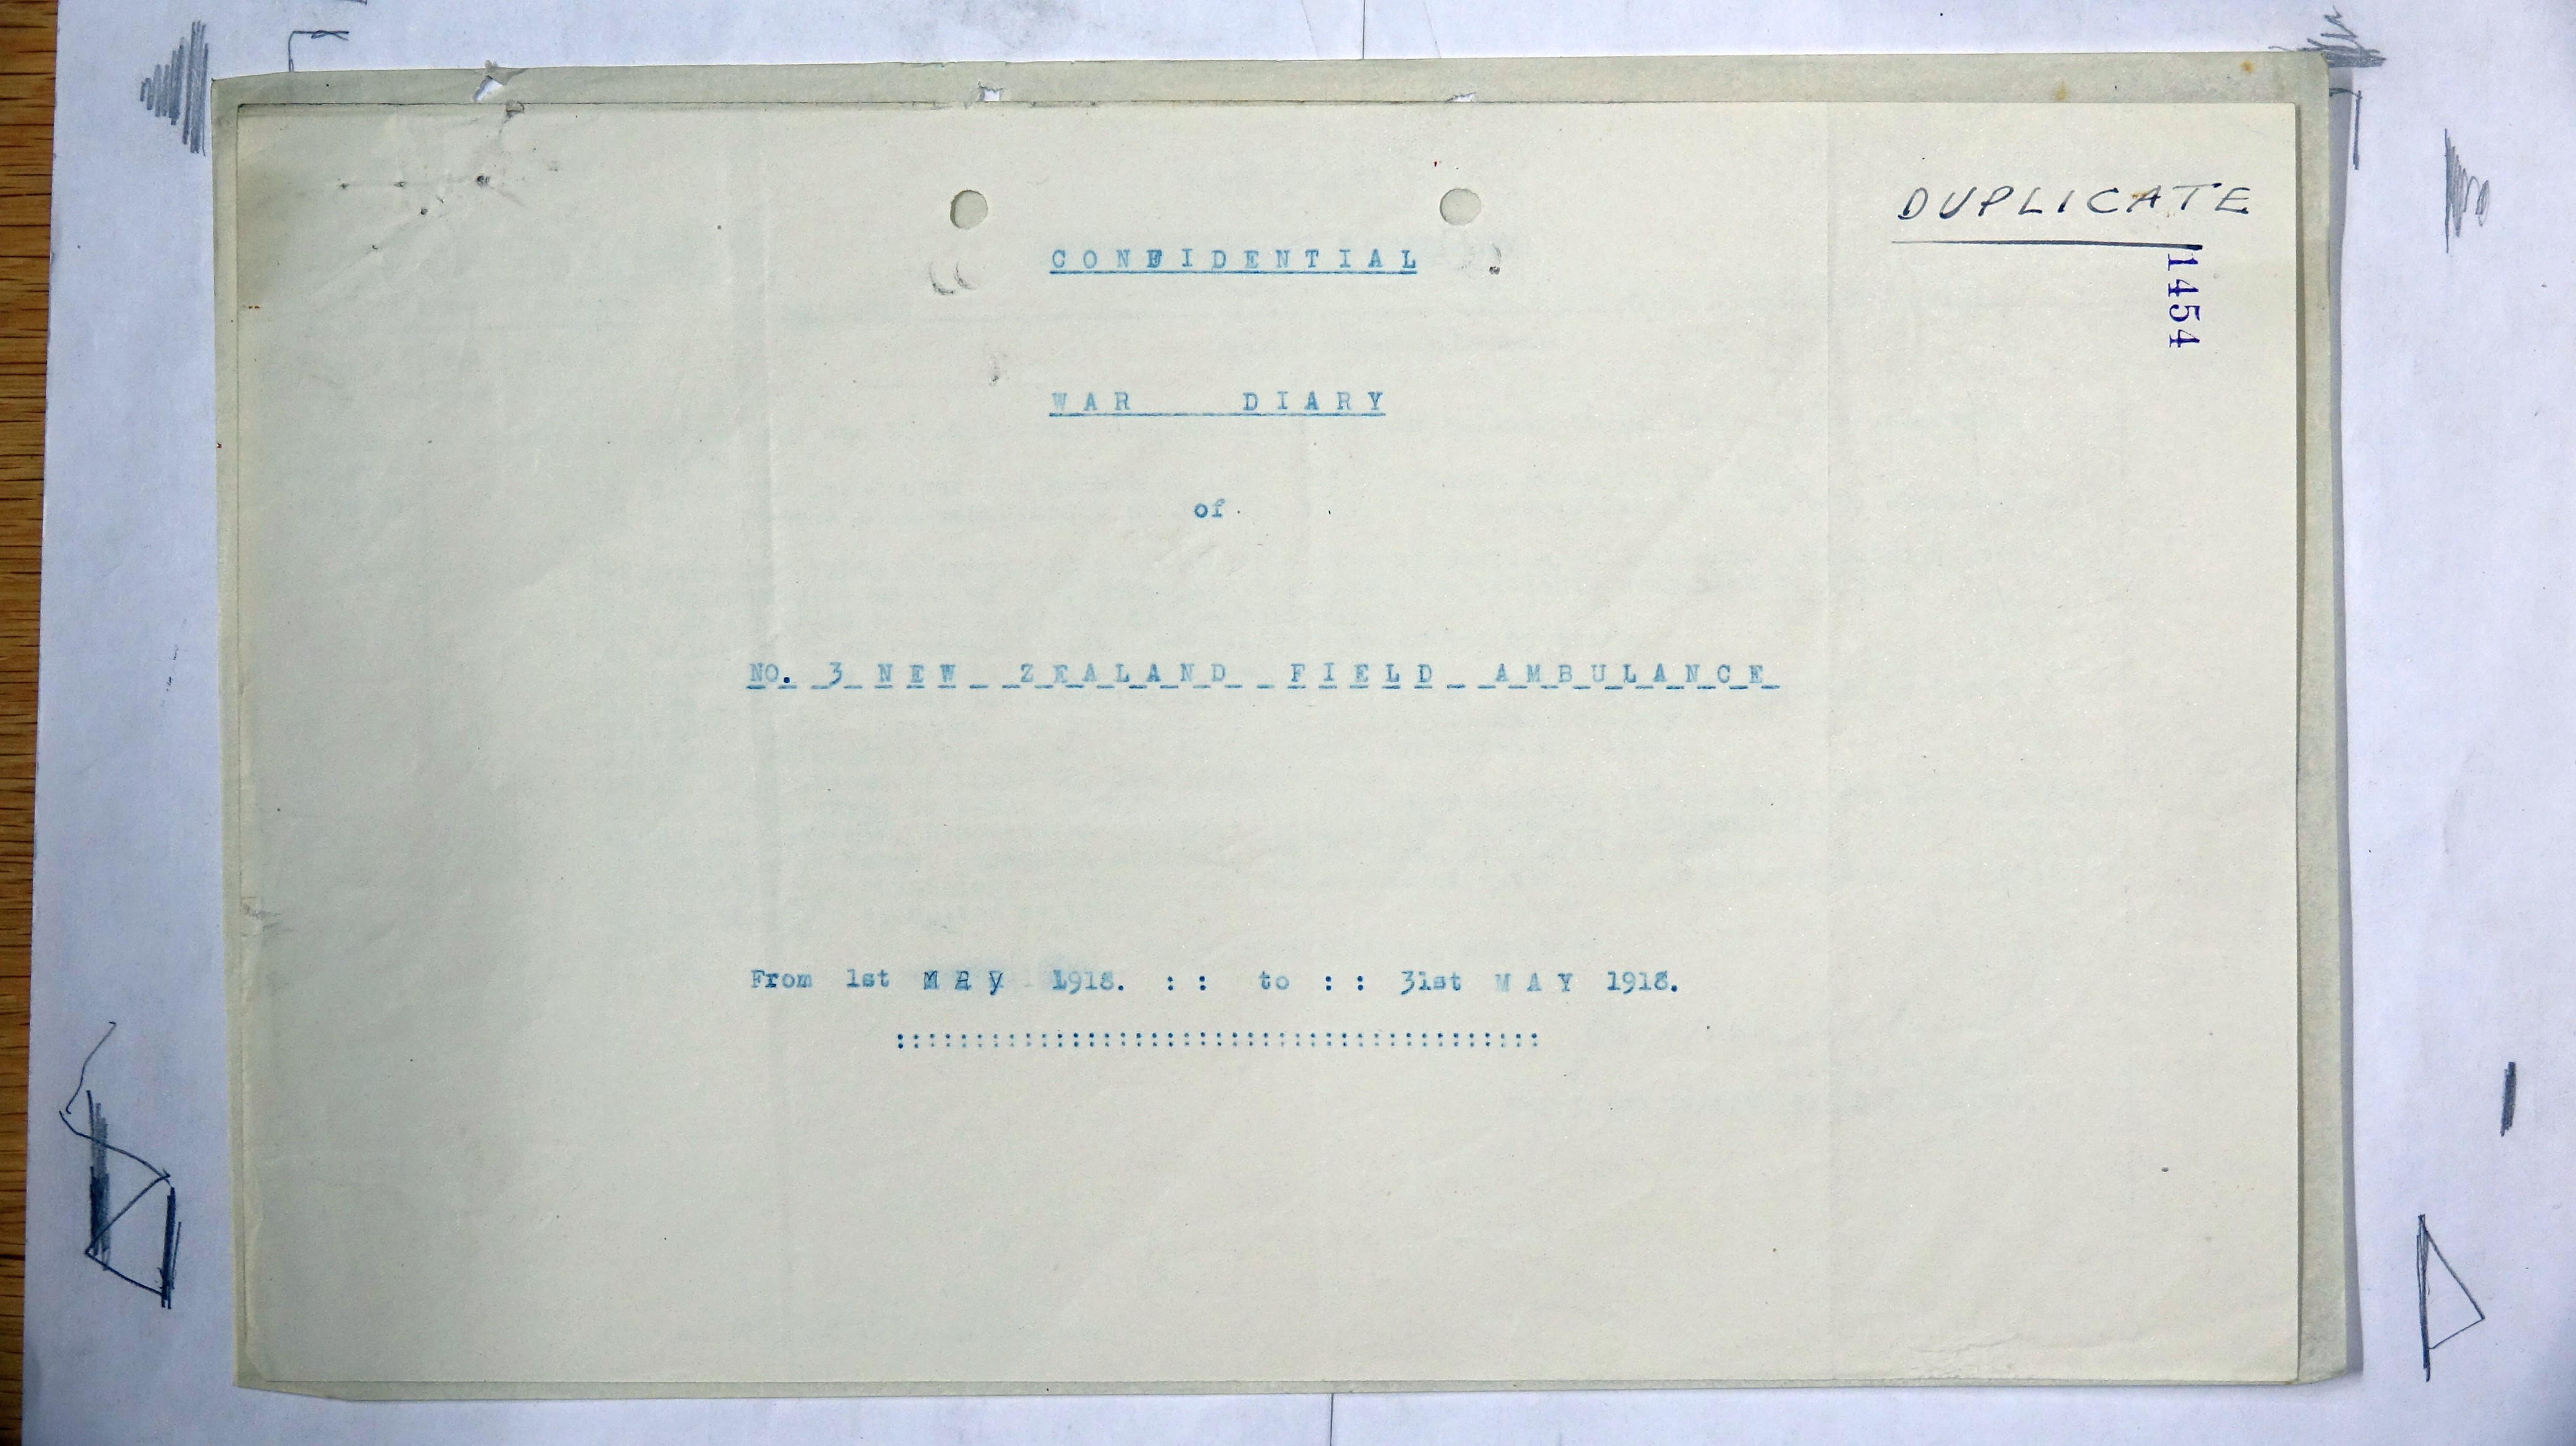 DUPLICATE
1454
CONFIDENTIAL
WAR DIARY
of
NO. 3 NEW ZEALAND FIELD AMBULANCE
From 1st MAy 1918. :: to :: 31st MAY 1918.
:::::::::::::::::::::::::::::::::::::::::